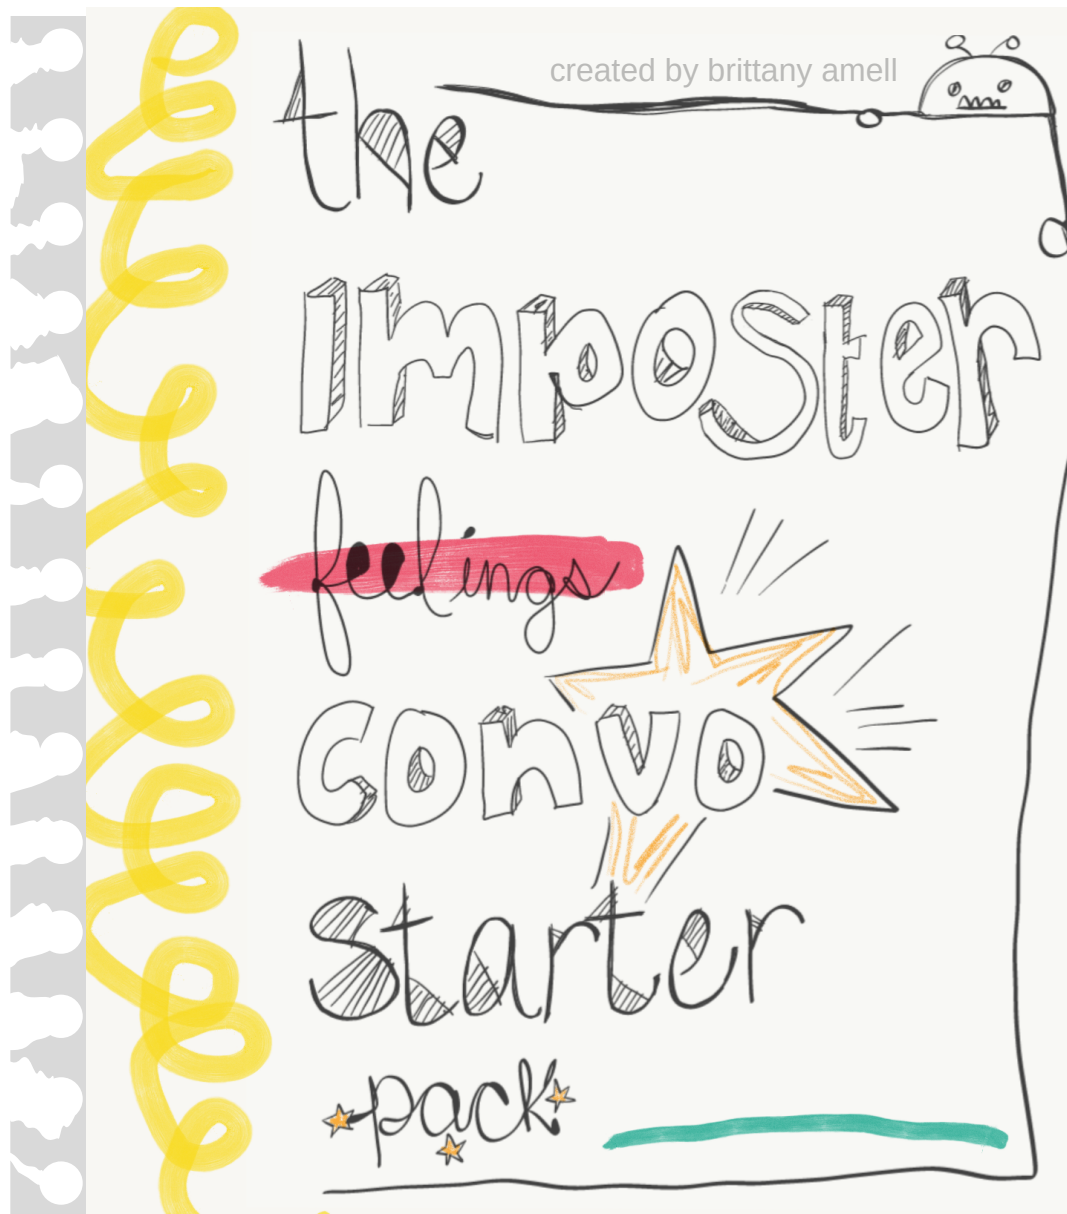 created by brittany amell
the
Imposter
feelings
convo
Starter
pack!